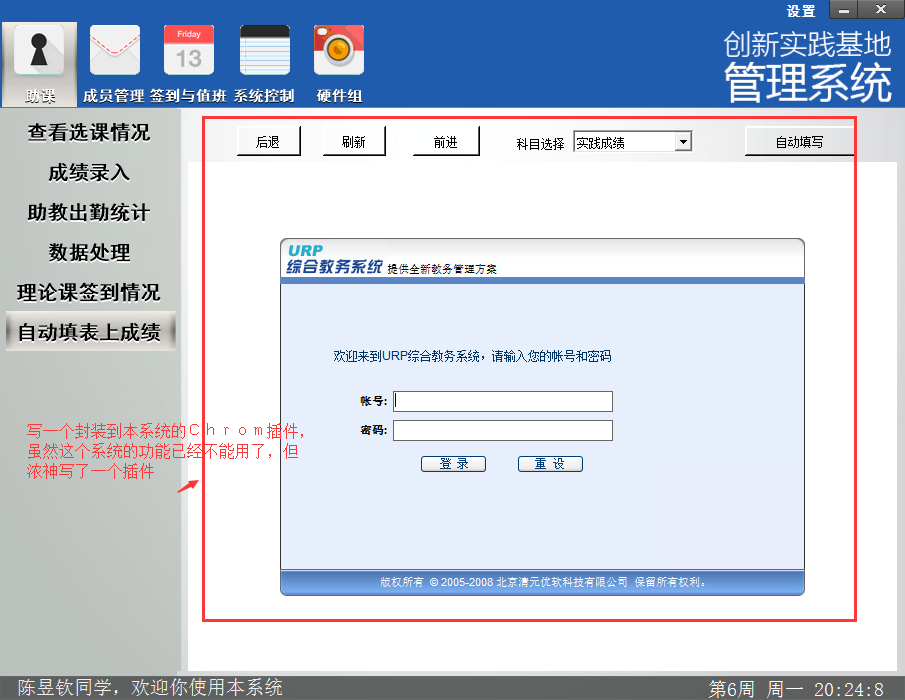 设置
创新实践基地
管理系统
Friday
13
助课
成员管理
签到与值班
系统控制
硬件组
查看选课情况
成绩录入
助教出勤统计
数据处理
理论课签到情况
自动填表上成绩
后退
刷新
前进
科目选择
实践成绩
自动填写
URP
综合教务系统 提供全新教务管理方案
欢迎来到URP综合教务系统，请输入您的帐号和密码
帐号:
密码:
登 录
重 设
版权所有 © 2005-2008 北京清元优软科技有限公司 保留所有权利。
写一个封装到本系统的Ｃｈｒｏｍ插件，
虽然这个系统的功能已经不能用了，但
浓神写了一个插件
陈昱钦同学，欢迎你使用本系统
第6周 周一 20:24:8